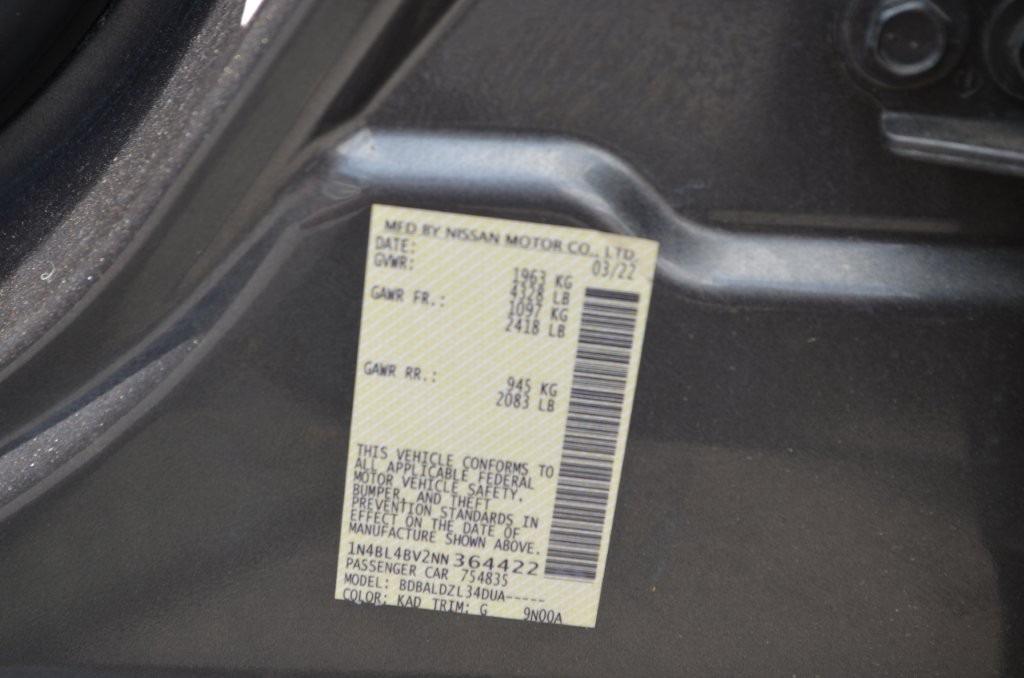 MFD BY NISSAN MOTOR CO., LTD.
DATE: 03/22
GVWR: 1963 KG
4328 LB
GAWR FR.: 1097 KG
2418 LB
GAWR RR.: 945 KG
2083 LB
THIS VEHICLE CONFORMS TO
ALL APPLICABLE FEDERAL
MOTOR VEHICLE SAFETY,
BUMPER, AND THEFT
PREVENTION STANDARDS IN
EFFECT ON THE DATE OF
MANUFACTURE SHOWN ABOVE.
1N4BL4BV2NN364422
PASSENGER CAR 754835
MODEL: BDBALDZL34DUA-----
COLOR: KAD TRIM: G 9N00A